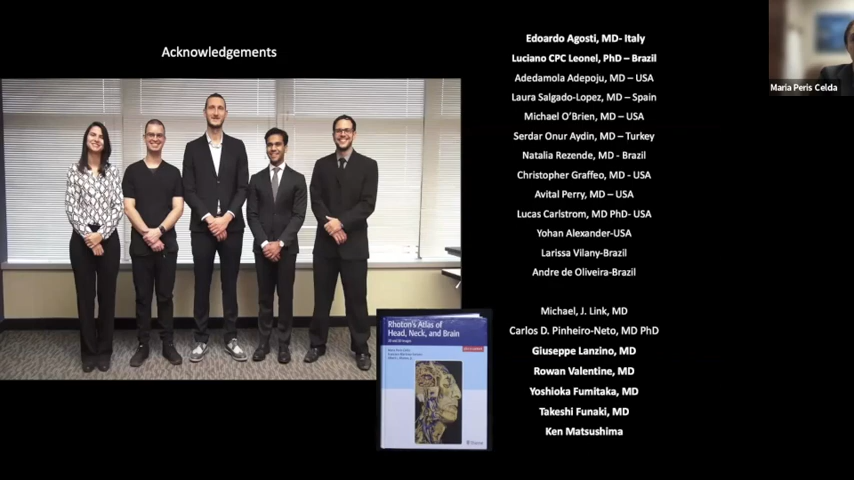 Acknowledgements
Edoardo Agosti, MD- Italy
Luciano CPC Leonel, PhD – Brazil
Adedamola Adepoju, MD – USA
Laura Salgado-Lopez, MD – Spain
Michael O'Brien, MD – USA
Serdar Onur Aydin, MD – Turkey
Natalia Rezende, MD - Brazil
Christopher Graffeo, MD - USA
Avital Perry, MD – USA
Lucas Carlstrom, MD PhD- USA
Yohan Alexander-USA
Larissa Vilany-Brazil
Andre de Oliveira-Brazil
Michael, J. Link, MD
Carlos D. Pinheiro-Neto, MD PhD
Giuseppe Lanzino, MD
Rowan Valentine, MD
Yoshioka Fumitaka, MD
Takeshi Funaki, MD
Ken Matsushima
Rhoton's Atlas of
Head, Neck, and Brain
Maria Peris Celda